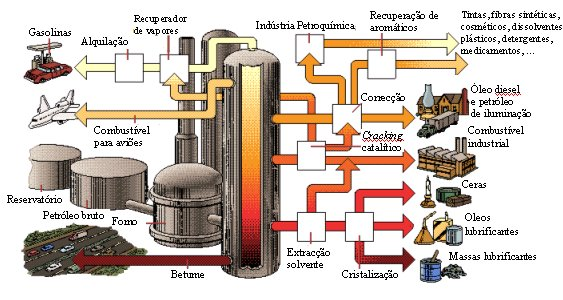 Gasolinas
Alquilação
Recuperador
de vapores
Indústria Petroquímica
Recuperação de
aromáticos
Tintas, fibras sintéticas,
cosméticos, dissolventes
plásticos, detergentes,
medicamentos, ...
Combustível
para aviões
Correcção
Óleo diesel
e petróleo
de iluminação
Cracking
catalítico
Combustível
industrial
Reservatório
Petróleo bruto
Forno
Ceras
Oleos
lubrificantes
Betume
Extracção
solvente
Cristalização
Massas lubrificantes